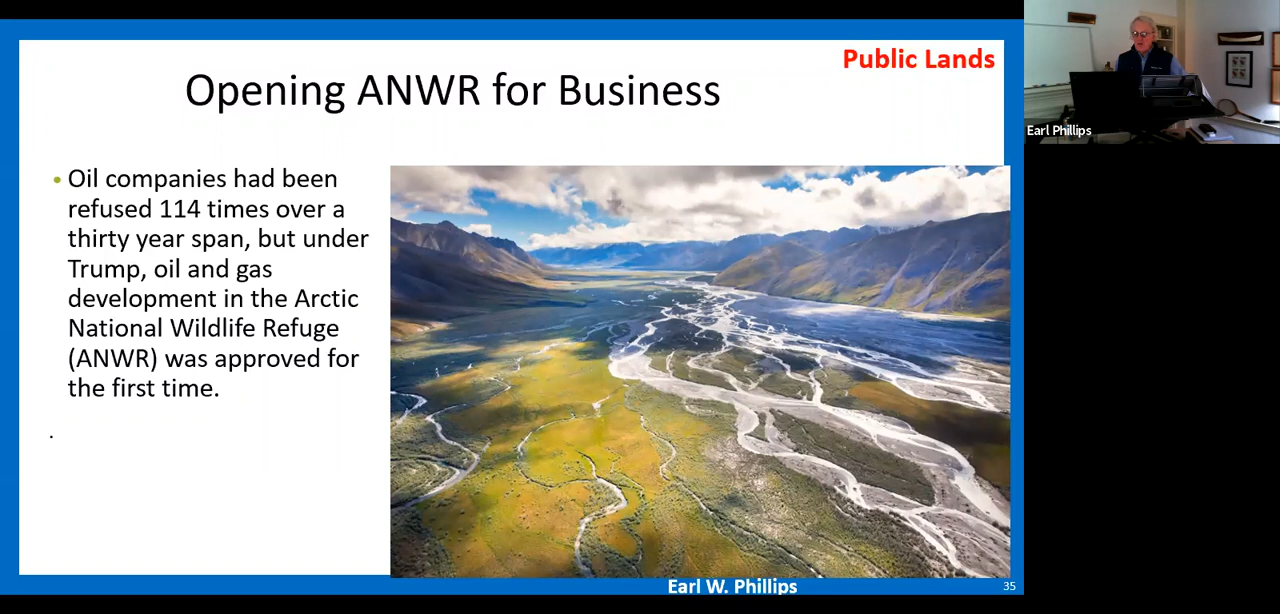 Public Lands
Opening ANWR for Business
• Oil companies had been
refused 114 times over a
thirty year span, but under
Trump, oil and gas
development in the Arctic
National Wildlife Refuge
(ANWR) was approved for
the first time.
.
Earl W. Phillips
35
Earl Phillips